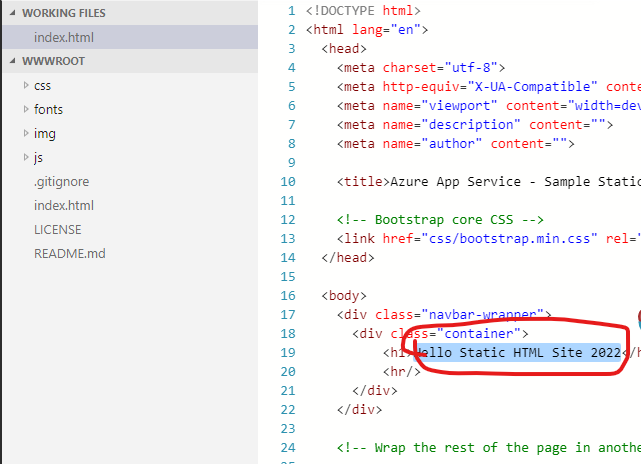 WORKING FILES
index.html
WWWROOT
css
fonts
img
js
.gitignore
index.html
LICENSE
README.md
1 <!DOCTYPE html>
2 <html lang="en">
3 <head>
4 <meta charset="utf-8">
5 <meta http-equiv="X-UA-Compatible" conte
6 <meta name="viewport" content="width=dev
7 <meta name="description" content="">
8 <meta name="author" content="">
9
10 <title>Azure App Service - Sample Stati
11
12 <!-- Bootstrap core CSS -->
13 <link href="css/bootstrap.min.css" rel="
14 </head>
15
16 <body>
17 <div class="navbar-wrapper">
18 <div class="container">
19 <h1>Hello Static HTML Site 2022</h
20 <hr/>
21 </div>
22 </div>
23
24 <!-- Wrap the rest of the page in anothe